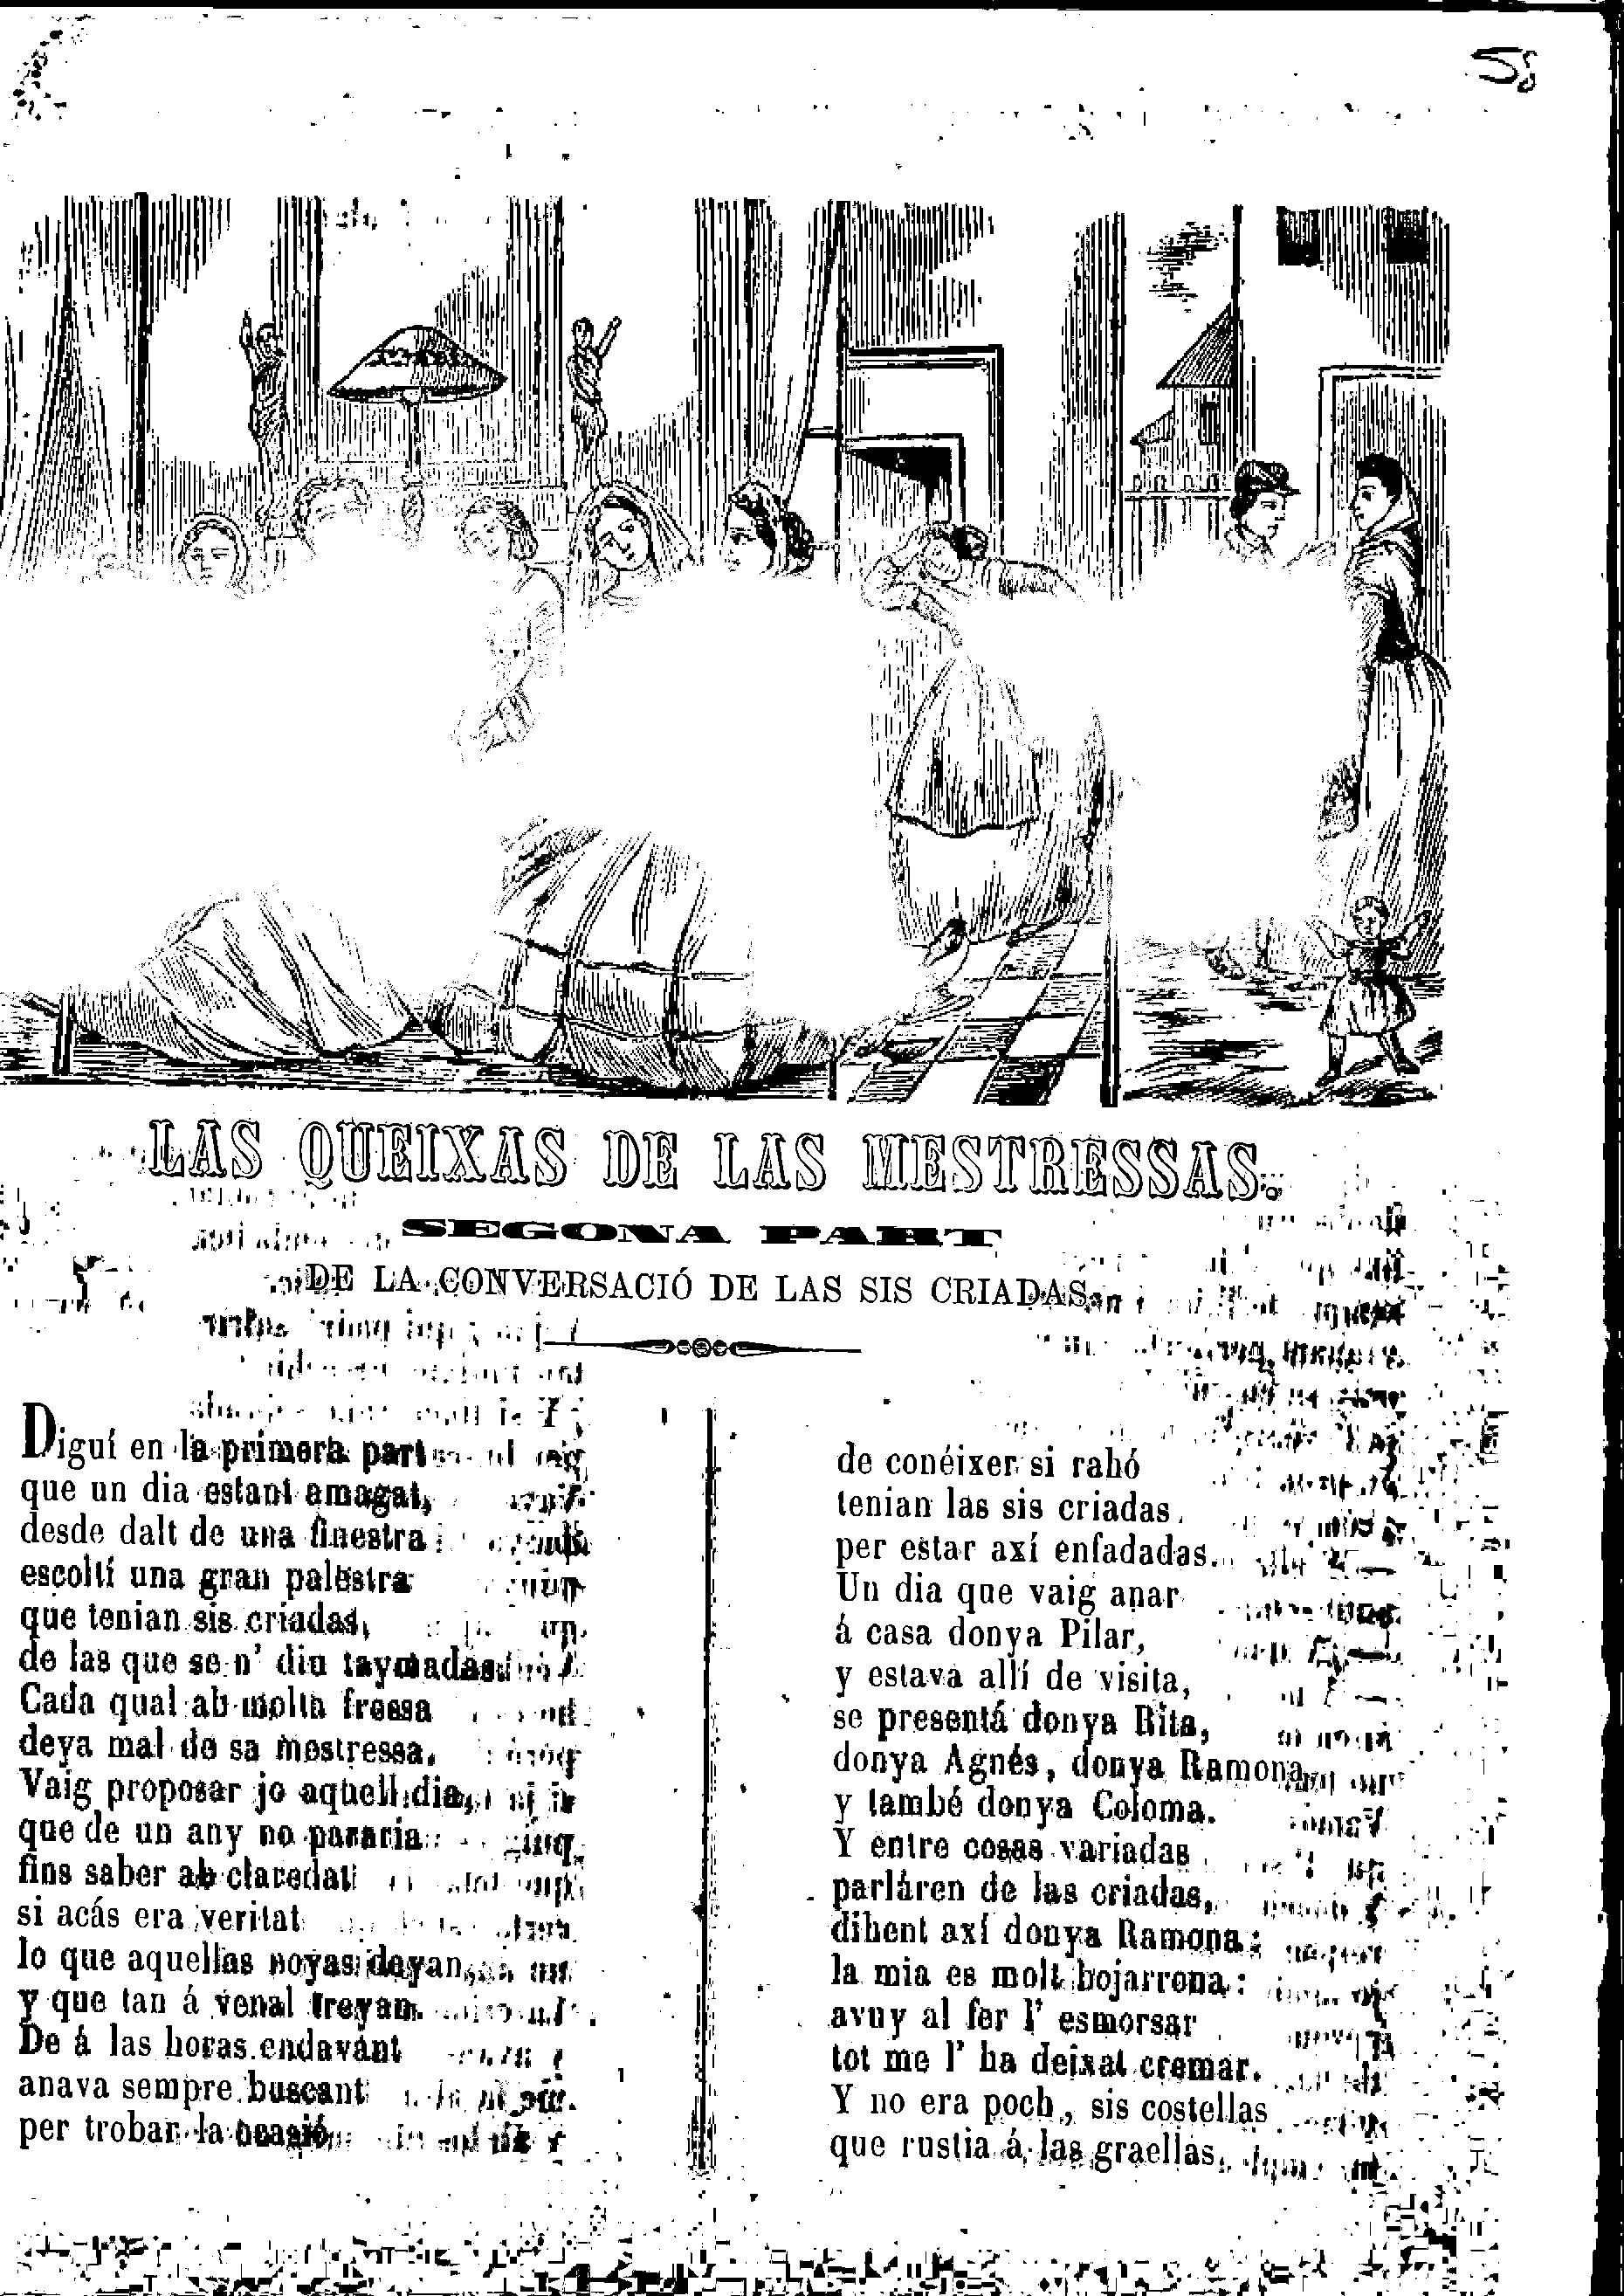 LAS QUEIXAS DE LAS MESTRESSAS.
SEGONA PART
DE LA CONVERSACIÓ DE LAS SIS CRIADAS.
Diguí en la primera part
que un dia estant amagat,
desde dalt de una finestra
escoltí una gran palestra
que tenian sis criadas,
de las que se n' diu taymadas.
Cada qual ab molta fressa
deya mal de sa mestressa.
Vaig proposar jo aquell dia,
que de un any no pararia
fins saber ab claredat
si acás era veritat
lo que aquellas noyas deyan,
y que tan á venal treyan.
De á las horas endavant
anava sempre buscant
per trobar la ocasió
de conéixer si rahó
tenian las sis criadas
per estar axí enfadadas.
Un dia que vaig anar
á casa donya Pilar,
y estava allí de visita,
se presentá donya Rita,
donya Agnés, donya Ramona
y també donya Coloma.
Y entre cosas variadas
parláren de las criadas,
dihent axí donya Ramona:
la mia es molt bojarrona:
avuy al fer l' esmorsar
tot me l' ha deixat cremar.
Y no era poch, sis costellas
que rustia á las graellas,